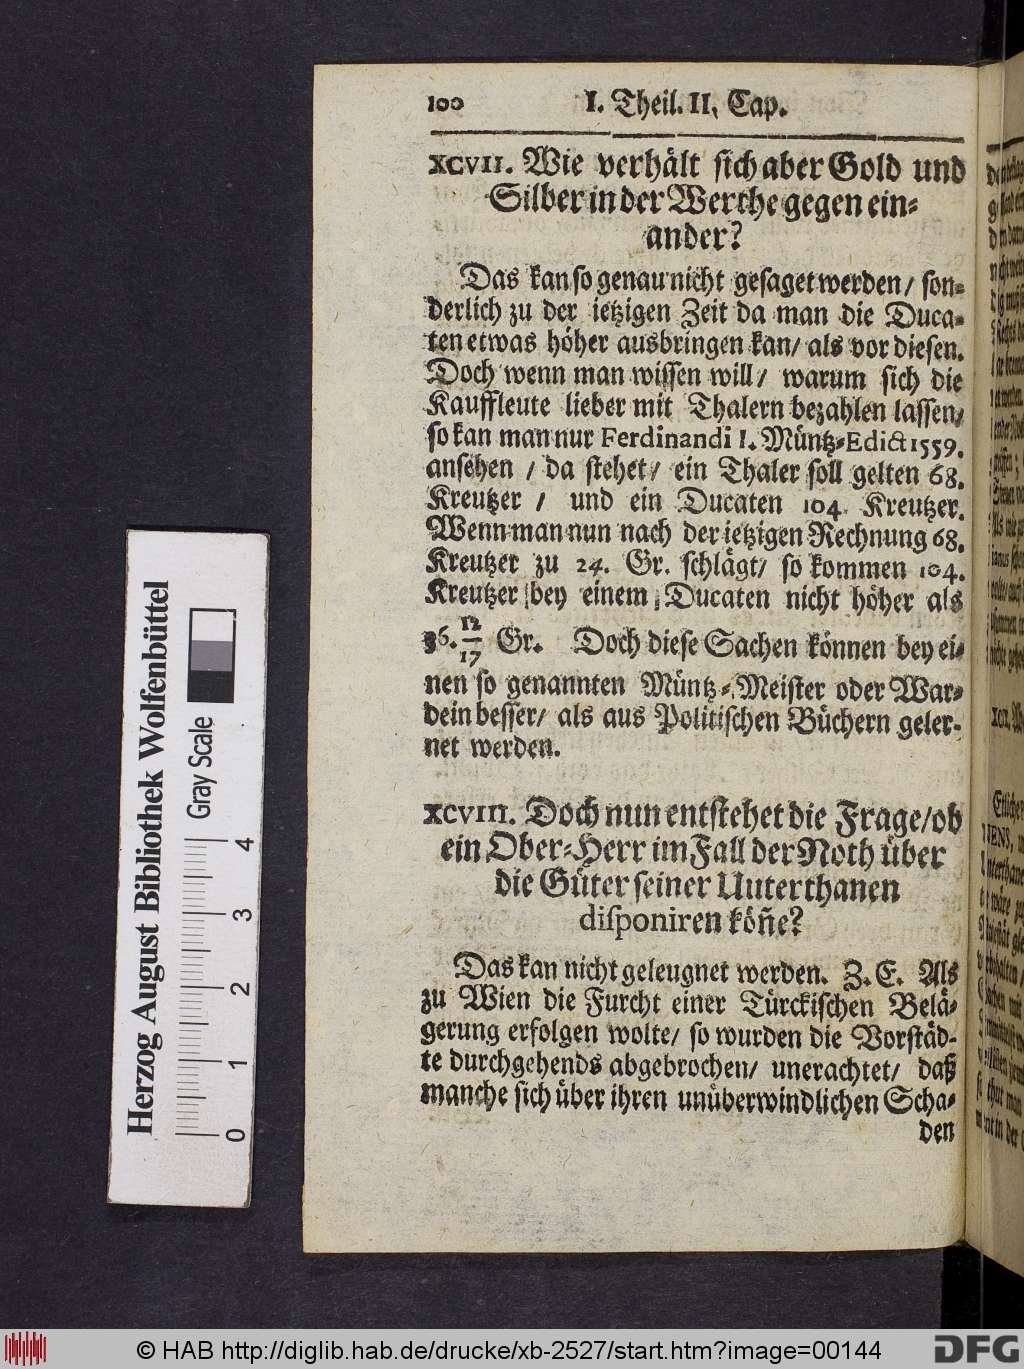 100 I. Theil. II. Cap.
XCVII. Wie verhält sich aber Gold und
Silber in der Werthe gegen ein-
ander?
Das kan so genau nicht gesaget werden/ son-
derlich zu der ietzigen Zeit da man die Duca-
ten etwas höher ausbringen kan/ als vor diesen.
Doch wenn man wissen will/ warum sich die
Kauffleute lieber mit Thalern bezahlen lassen/
so kan man nur Ferdinandi I. Müntz-Edict 1559.
ansehen / da stehet/ ein Thaler soll gelten 68.
Kreutzer / und ein Ducaten 104. Kreutzer.
Wenn man nun nach der ietzigen Rechnung 68.
Kreutzer zu 24. Gr. schlägt/ so kommen 104.
Kreutzer bey einem Ducaten nicht höher als
36. 12/17 Gr. Doch diese Sachen können bey ei-
nen so genannten Müntz-Meister oder War-
dein besser/ als aus Politischen Büchern geler-
net werden.
XCVIII. Doch nun entstehet die Frage/ ob
ein Ober-Herr im Fall der Noth über
die Güter seiner Unterthanen
disponiren kön̄e?
Das kan nicht geleugnet werden. Z. E. Als
zu Wien die Furcht einer Türckischen Belä-
gerung erfolgen wolte/ so wurden die Vorstäd-
te durchgehends abgebrochen/ unerachtet/ daß
manche sich über ihren unüberwindlichen Scha-
den
Herzog August Bibliothek Wolfenbüttel
Gray Scale
0 1 2 3 4
© HAB http://diglib.hab.de/drucke/xb-2527/start.htm?image=00144
DFG